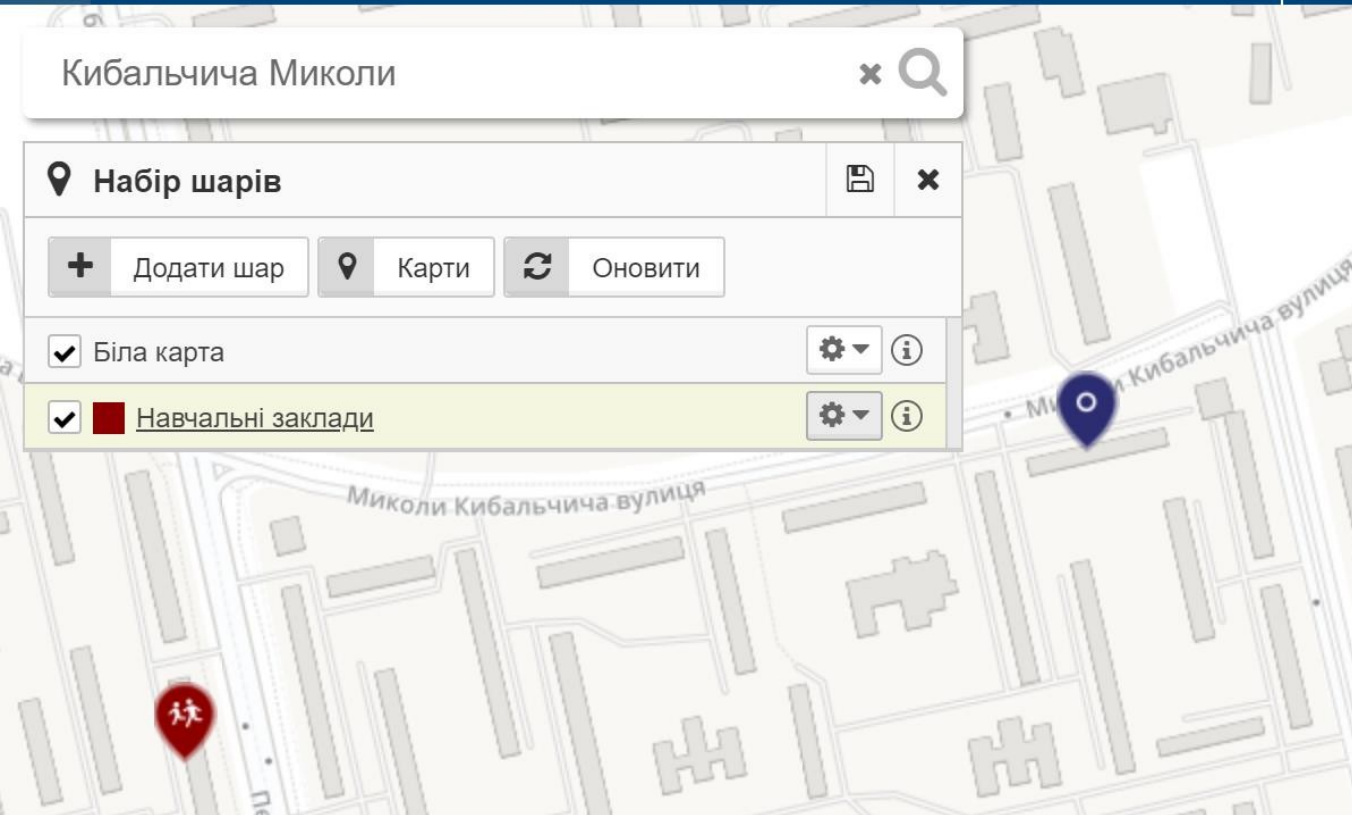 Кибальчича Миколи
Набір шарів
Додати шар Карти Оновити
Біла карта
Навчальні заклади
Кибальчича вулиця
Миколи Кибальчича вулиця